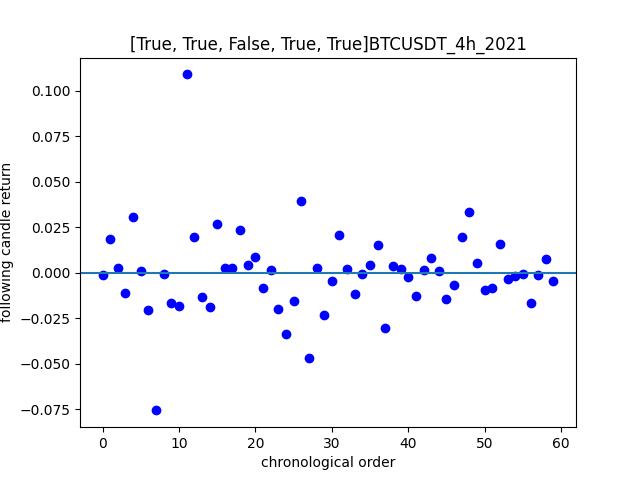 [True, True, False, True, True]BTCUSDT_4h_2021
following candle return
0.100
0.075
0.050
0.025
0.000
−0.025
−0.050
−0.075
0 10 20 30 40 50 60
chronological order